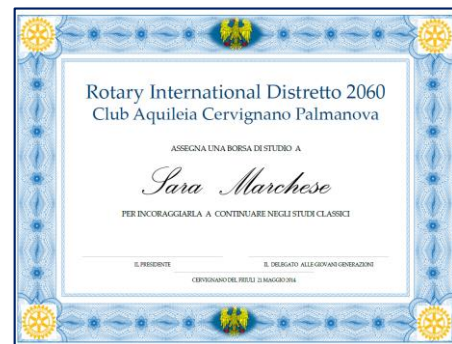 Rotary International Distretto 2060
Club Aquileia Cervignano Palmanova
ASSEGNA UNA BORSA DI STUDIO A
Sara Marchese
PER INCORAGGIARLA A CONTINUARE NEGLI STUDI CLASSICI
IL PRESIDENTE IL DELEGATO ALLE GIOVANI GENERAZIONI
CERVIGNANO DEL FRIULI 21 MAGGIO 2014